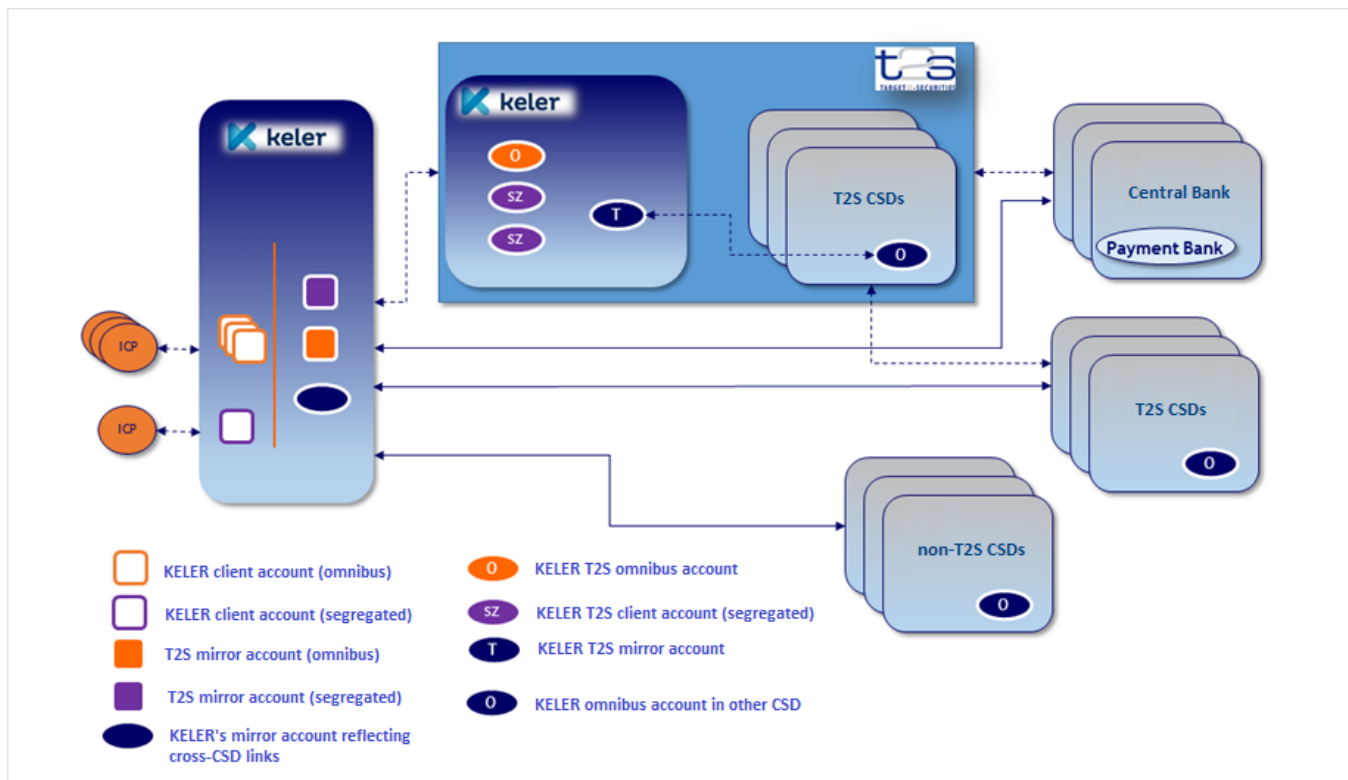 t2s
TARGET2-SECURITIES
keler
keler
O
SZ
SZ
T
T2S CSDs
O
Central Bank
Payment Bank
ICP
ICP
T2S CSDs
O
non-T2S CSDs
O
KELER client account (omnibus)
KELER client account (segregated)
T2S mirror account (omnibus)
T2S mirror account (segregated)
KELER's mirror account reflecting
cross-CSD links
O
KELER T2S omnibus account
SZ
KELER T2S client account (segregated)
T
KELER T2S mirror account
O
KELER omnibus account in other CSD